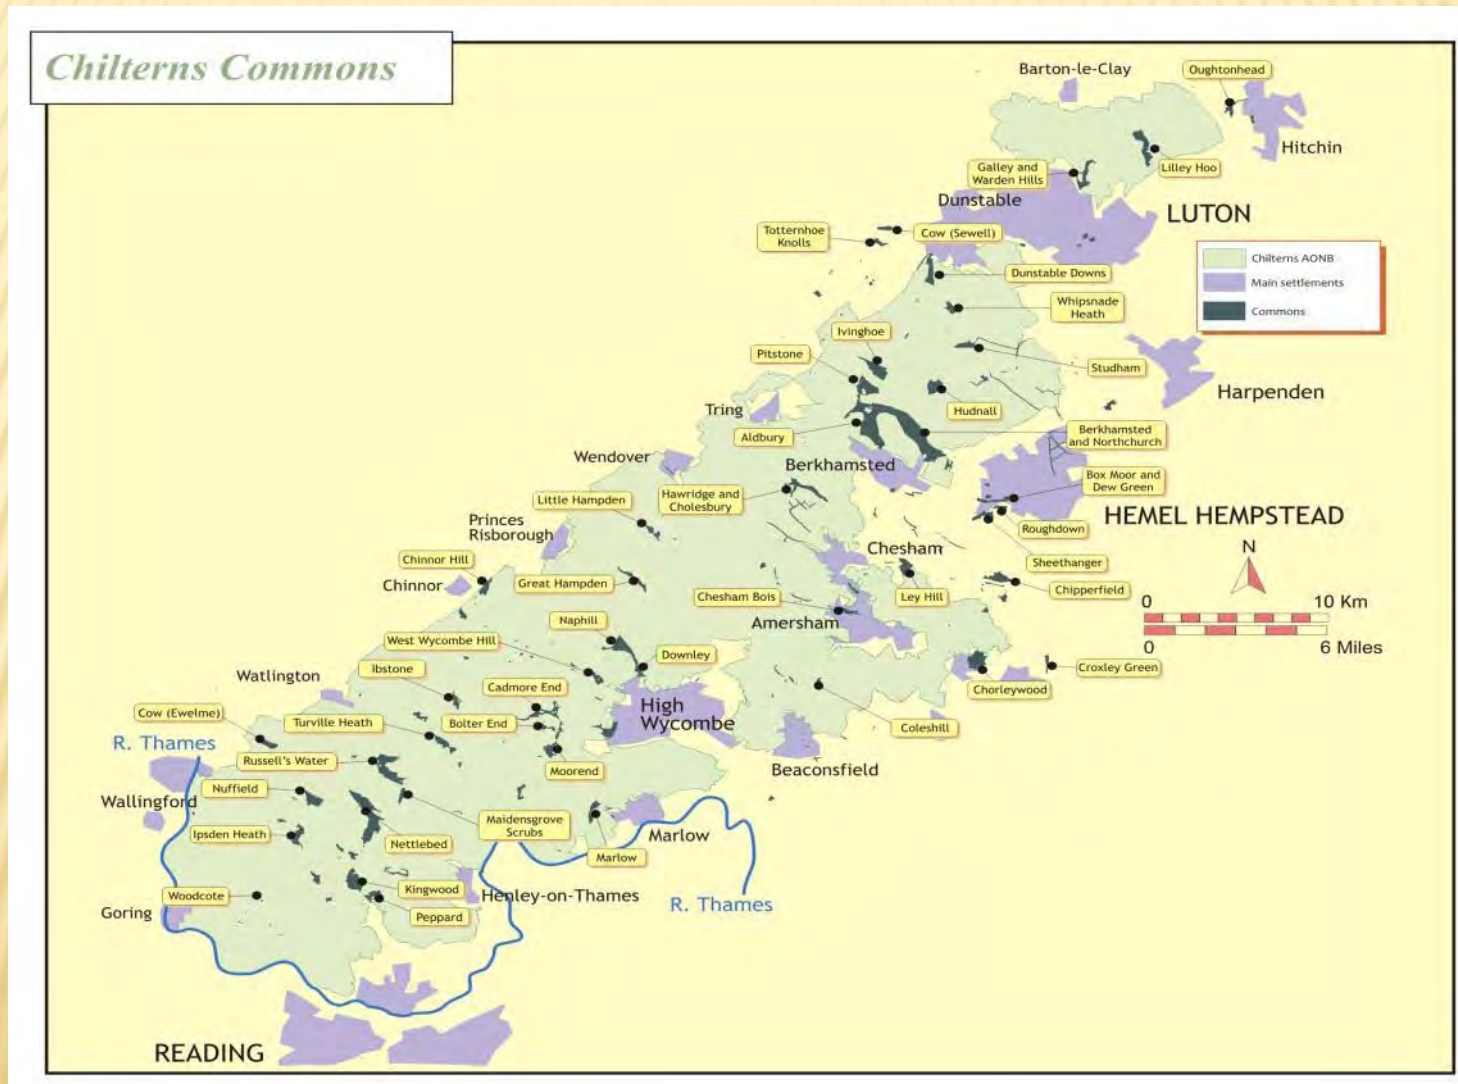 Chilterns Commons
Barton-le-Clay
Oughtonhead
Hitchin
Galley and
Warden Hills
Lilley Hoo
Dunstable
LUTON
Totternhoe
Knolls
Cow (Sewell)
Chilterns AONB
Main settlements
Commons
Dunstable Downs
Whipsnade
Heath
Ivinghoe
Pitstone
Studham
Harpenden
Hudnall
Tring
Aldbury
Berkhamsted
and Northchurch
Wendover
Berkhamsted
Box Moor and
Dew Green
Little Hampden
Hawridge and
Cholesbury
HEMEL HEMPSTEAD
Roughdown
Princes
Risborough
Chesham
Sheethanger
N
Chinnor Hill
Chinnor
Great Hampden
Chesham Bois
Ley Hill
Chipperfield
0
10 Km
6 Miles
Amersham
Naphill
West Wycombe Hill
Downley
Ibstone
Croxley Green
Chorleywood
Watlington
Cadmore End
High
Wycombe
Cow (Ewelme)
Turville Heath
Bolter End
Coleshill
R. Thames
Russell's Water
Moorend
Beaconsfield
Nuffield
Wallingford
Maidensgrove
Scrubs
Ipsden Heath
Nettlebed
Marlow
Marlow
Woodcote
Kingwood
Henley-on-Thames
R. Thames
Goring
Peppard
READING